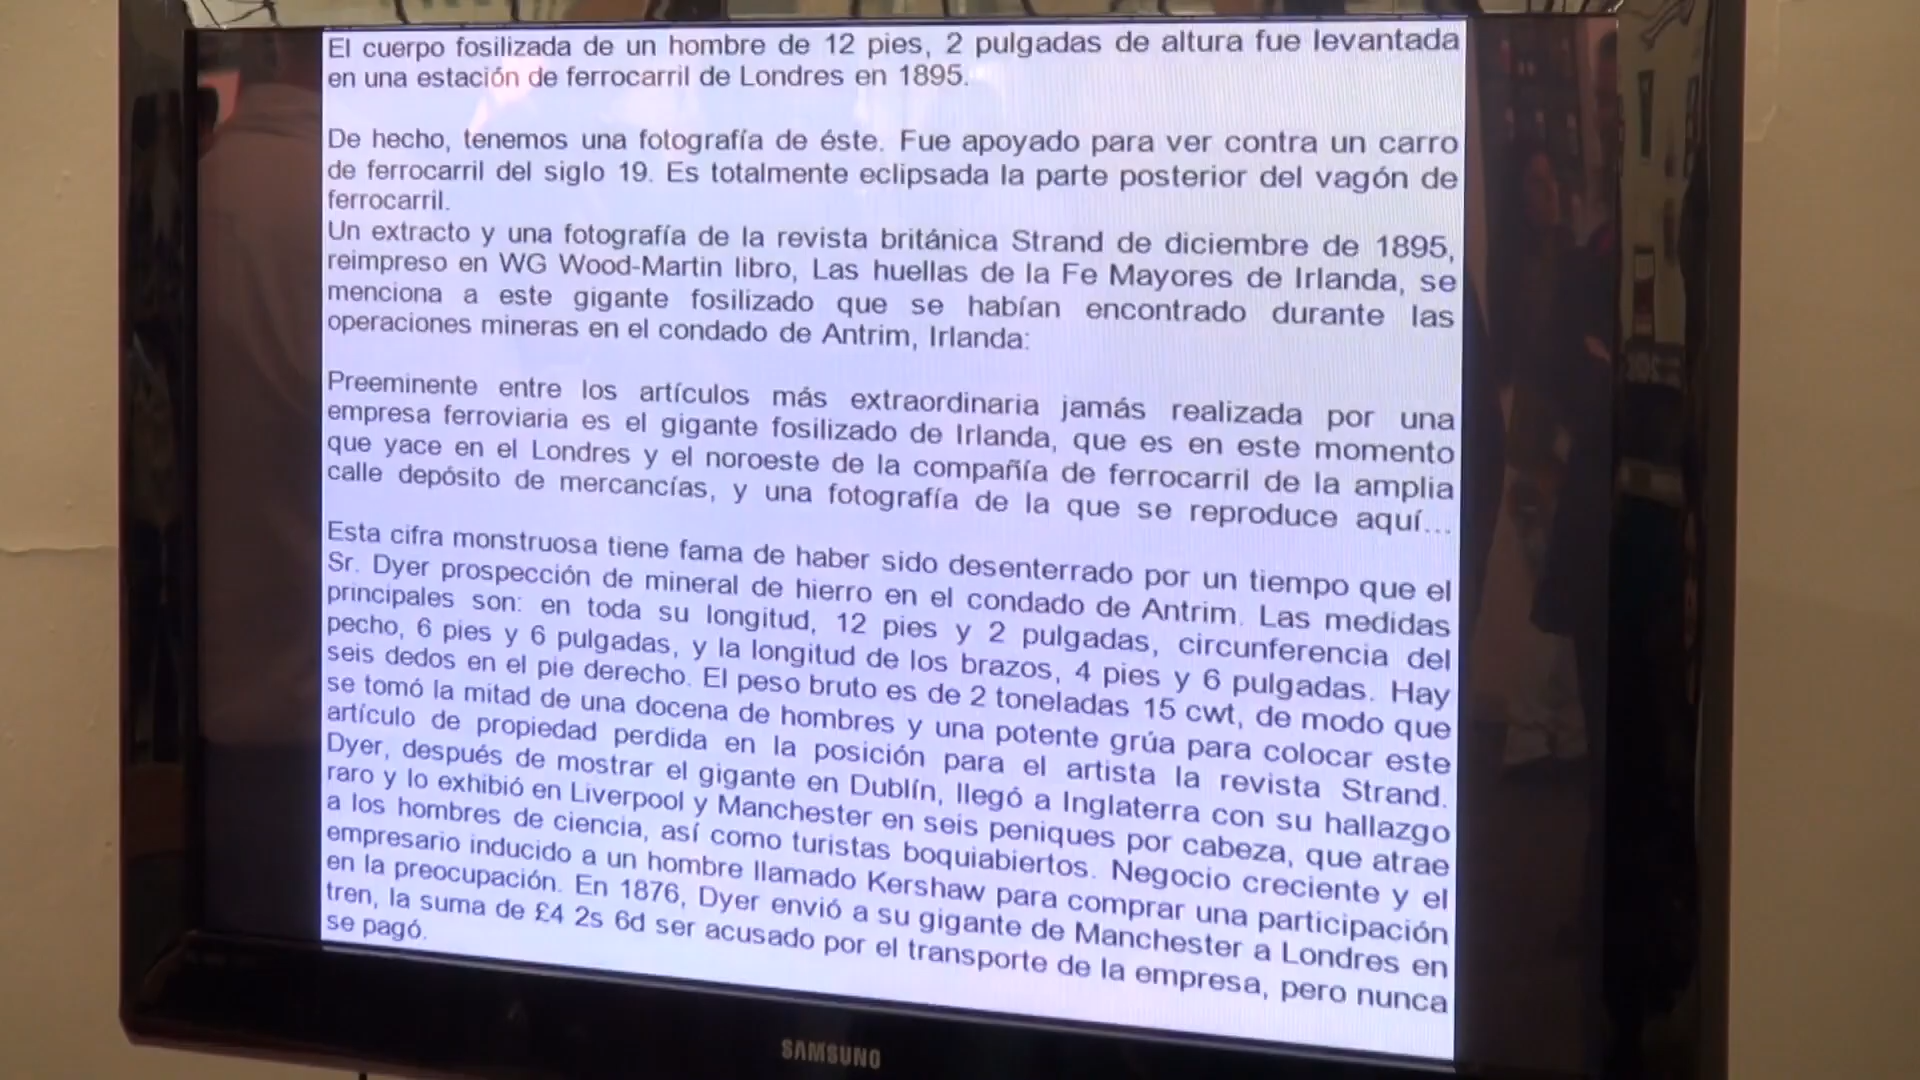 El cuerpo fosilizada de un hombre de 12 pies, 2 pulgadas de altura fue levantada
en una estación de ferrocarril de Londres en 1895.
De hecho, tenemos una fotografía de éste. Fue apoyado para ver contra un carro
de ferrocarril del siglo 19. Es totalmente eclipsada la parte posterior del vagón de
ferrocarril.
Un extracto y una fotografía de la revista británica Strand de diciembre de 1895,
reimpreso en WG Wood-Martin libro, Las huellas de la Fe Mayores de Irlanda, se
menciona a este gigante fosilizado que se habían encontrado durante las
operaciones mineras en el condado de Antrim, Irlanda:
Preeminente entre los artículos más extraordinaria jamás realizada por una
empresa ferroviaria es el gigante fosilizado de Irlanda, que es en este momento
que yace en el Londres y el noroeste de la compañía de ferrocarril de la amplia
calle depósito de mercancías, y una fotografía de la que se reproduce aquí...
Esta cifra monstruosa tiene fama de haber sido desenterrado por un tiempo que el
Sr. Dyer prospección de mineral de hierro en el condado de Antrim. Las medidas
principales son: en toda su longitud, 12 pies y 2 pulgadas, circunferencia del
pecho, 6 pies y 6 pulgadas, y la longitud de los brazos, 4 pies y 6 pulgadas. Hay
seis dedos en el pie derecho. El peso bruto es de 2 toneladas 15 cwt, de modo que
se tomó la mitad de una docena de hombres y una potente grúa para colocar este
artículo de propiedad perdida en la posición para el artista la revista Strand.
Dyer, después de mostrar el gigante en Dublín, llegó a Inglaterra con su hallazgo
raro y lo exhibió en Liverpool y Manchester en seis peniques por cabeza, que atrae
a los hombres de ciencia, así como turistas boquiabiertos. Negocio creciente y el
empresario inducido a un hombre llamado Kershaw para comprar una participación
en la preocupación. En 1876, Dyer envió a su gigante de Manchester a Londres en
tren, la suma de £4 2s 6d ser acusado por el transporte de la empresa, pero nunca
se pagó.
SAMSUNG